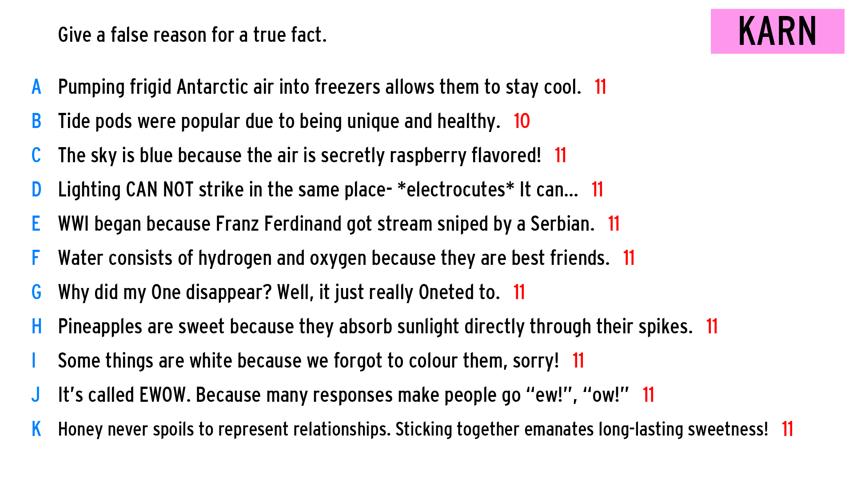 Give a false reason for a true fact.
KARN
A Pumping frigid Antarctic air into freezers allows them to stay cool. 11
B Tide pods were popular due to being unique and healthy. 10
C The sky is blue because the air is secretly raspberry flavored! 11
D Lighting CAN NOT strike in the same place- *electrocutes* It can... 11
E WWI began because Franz Ferdinand got stream sniped by a Serbian. 11
F Water consists of hydrogen and oxygen because they are best friends. 11
G Why did my One disappear? Well, it just really Oneted to. 11
H Pineapples are sweet because they absorb sunlight directly through their spikes. 11
I Some things are white because we forgot to colour them, sorry! 11
J It's called EWOW. Because many responses make people go “ew!”, “ow!” 11
K Honey never spoils to represent relationships. Sticking together emanates long-lasting sweetness! 11